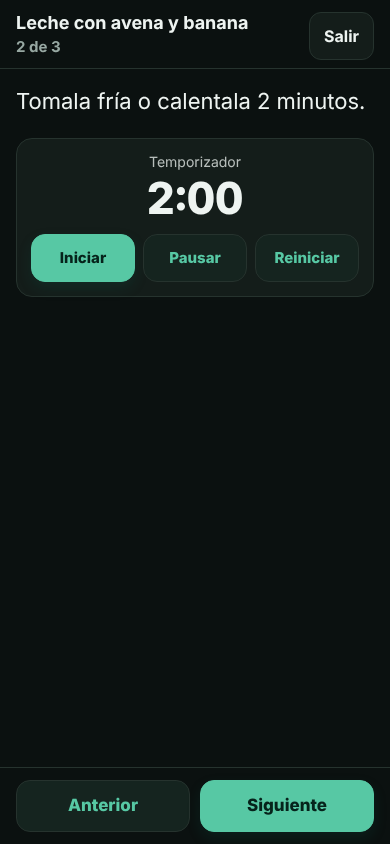 Leche con avena y banana
2 de 3
Salir
Tomala fría o calentala 2 minutos.
Temporizador
2:00
Iniciar
Pausar
Reiniciar
Anterior
Siguiente